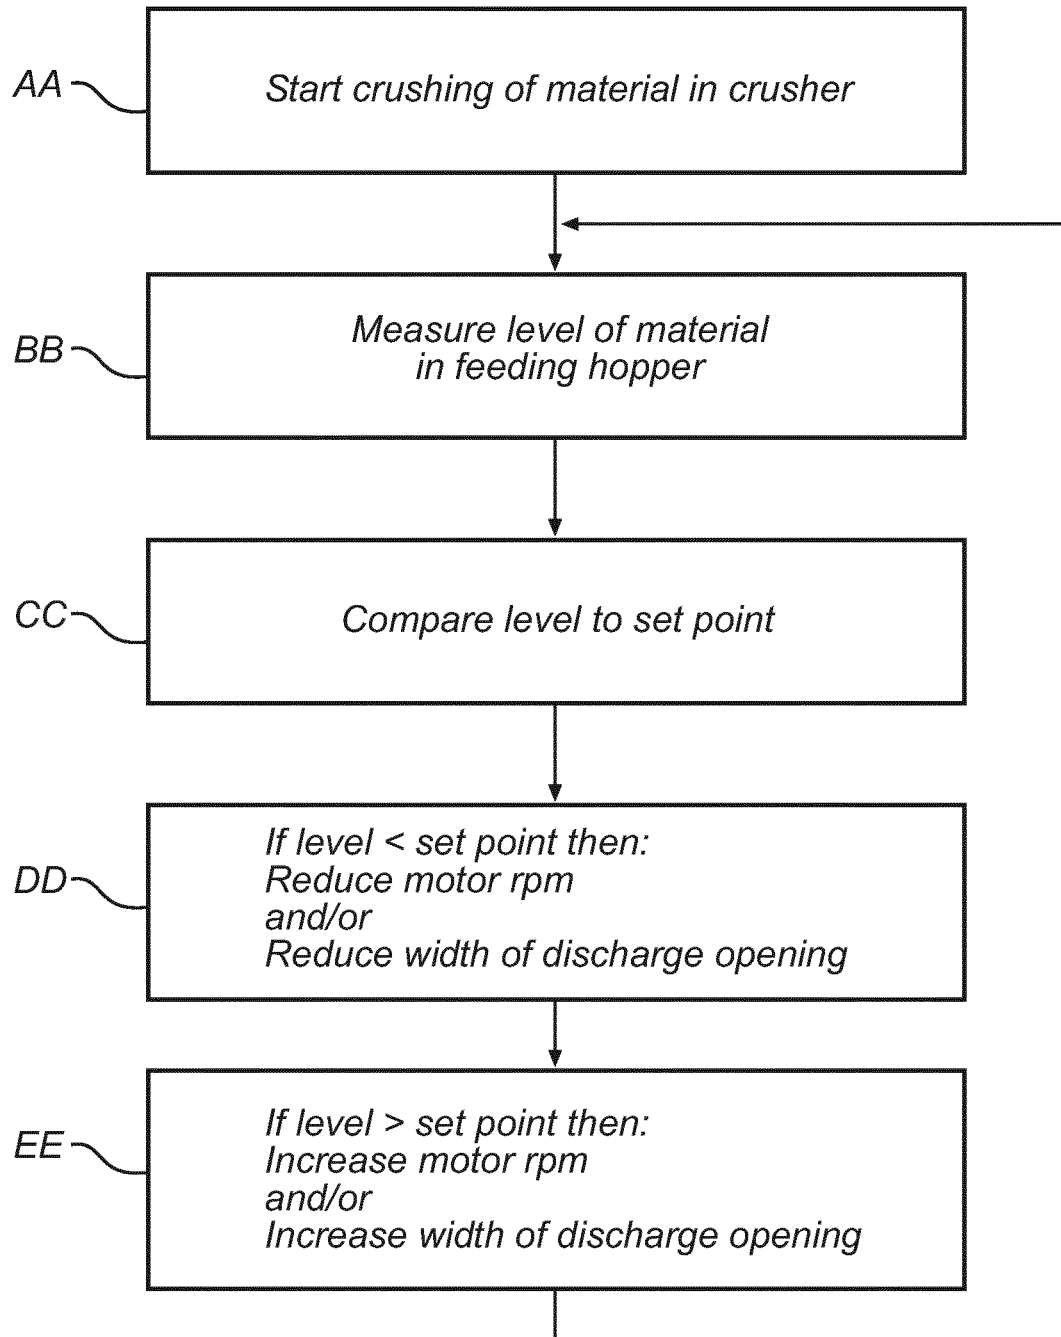 AA
Start crushing of material in crusher
BB
Measure level of material
in feeding hopper
CC
Compare level to set point
DD
If level < set point then:
Reduce motor rpm
and/or
Reduce width of discharge opening
EE
If level > set point then:
Increase motor rpm
and/or
Increase width of discharge opening